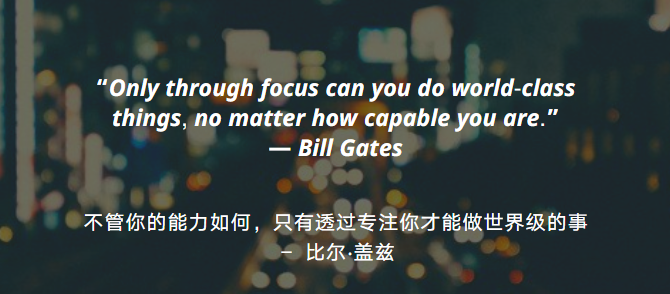 “Only through focus can you do world-class
things, no matter how capable you are.”
— Bill Gates
不管你的能力如何，只有透过专注你才能做世界级的事
– 比尔·盖兹